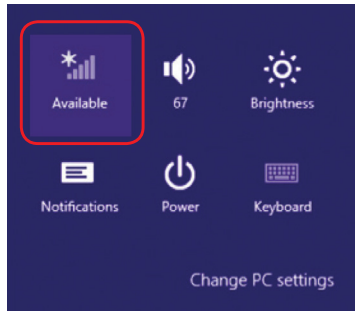 Available 67 Brightness
Notifications Power Keyboard
Change PC settings